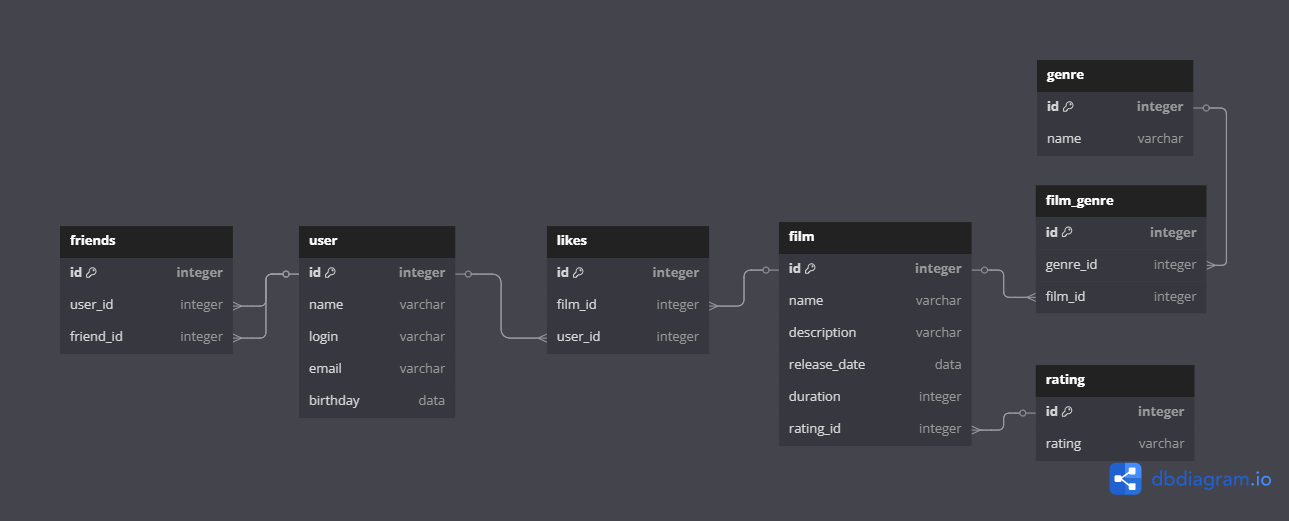 friends
id integer
user_id integer
friend_id integer
user
id integer
name varchar
login varchar
email varchar
birthday data
likes
id integer
film_id integer
user_id integer
film
id integer
name varchar
description varchar
release_date data
duration integer
rating_id integer
genre
id integer
name varchar
film_genre
id integer
genre_id integer
film_id integer
rating
id integer
rating varchar
dbdiagram.io